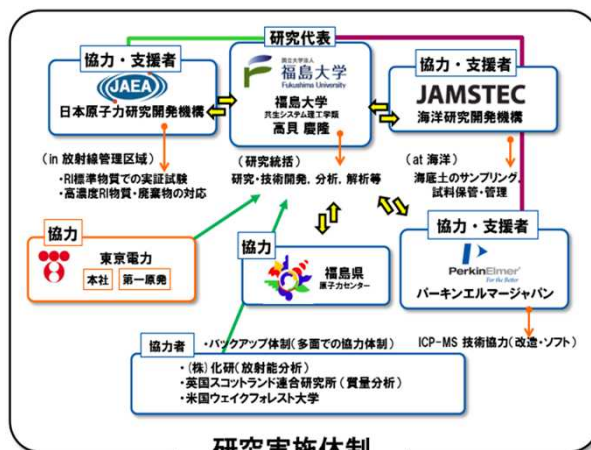 研究代表
協力・支援者
JAEA
日本原子力研究開発機構
国立大学法人
福島大学
Fukushima University
福島大学
共生システム理工学類
高貝 慶隆
協力・支援者
JAMSTEC
海洋研究開発機構
(in 放射線管理区域)
・RI標準物質での実証試験
・高濃度RI物質・廃棄物の対応
(研究統括)
研究・技術開発, 分析, 解析等
(at 海洋)
海底土のサンプリング,
試料保管・管理
東京電力
本社 第一原発
協力
福島県
原子力センター
協力・支援者
PerkinElmer
For the Better
パーキンエルマージャパン
ICP-MS 技術協力(改造・ソフト)
協力者
・バックアップ体制(多面での協力体制)
・(株)化研(放射能分析)
・英国スコットランド連合研究所(質量分析)
・米国ウェイクフォレスト大学
研究実施体制